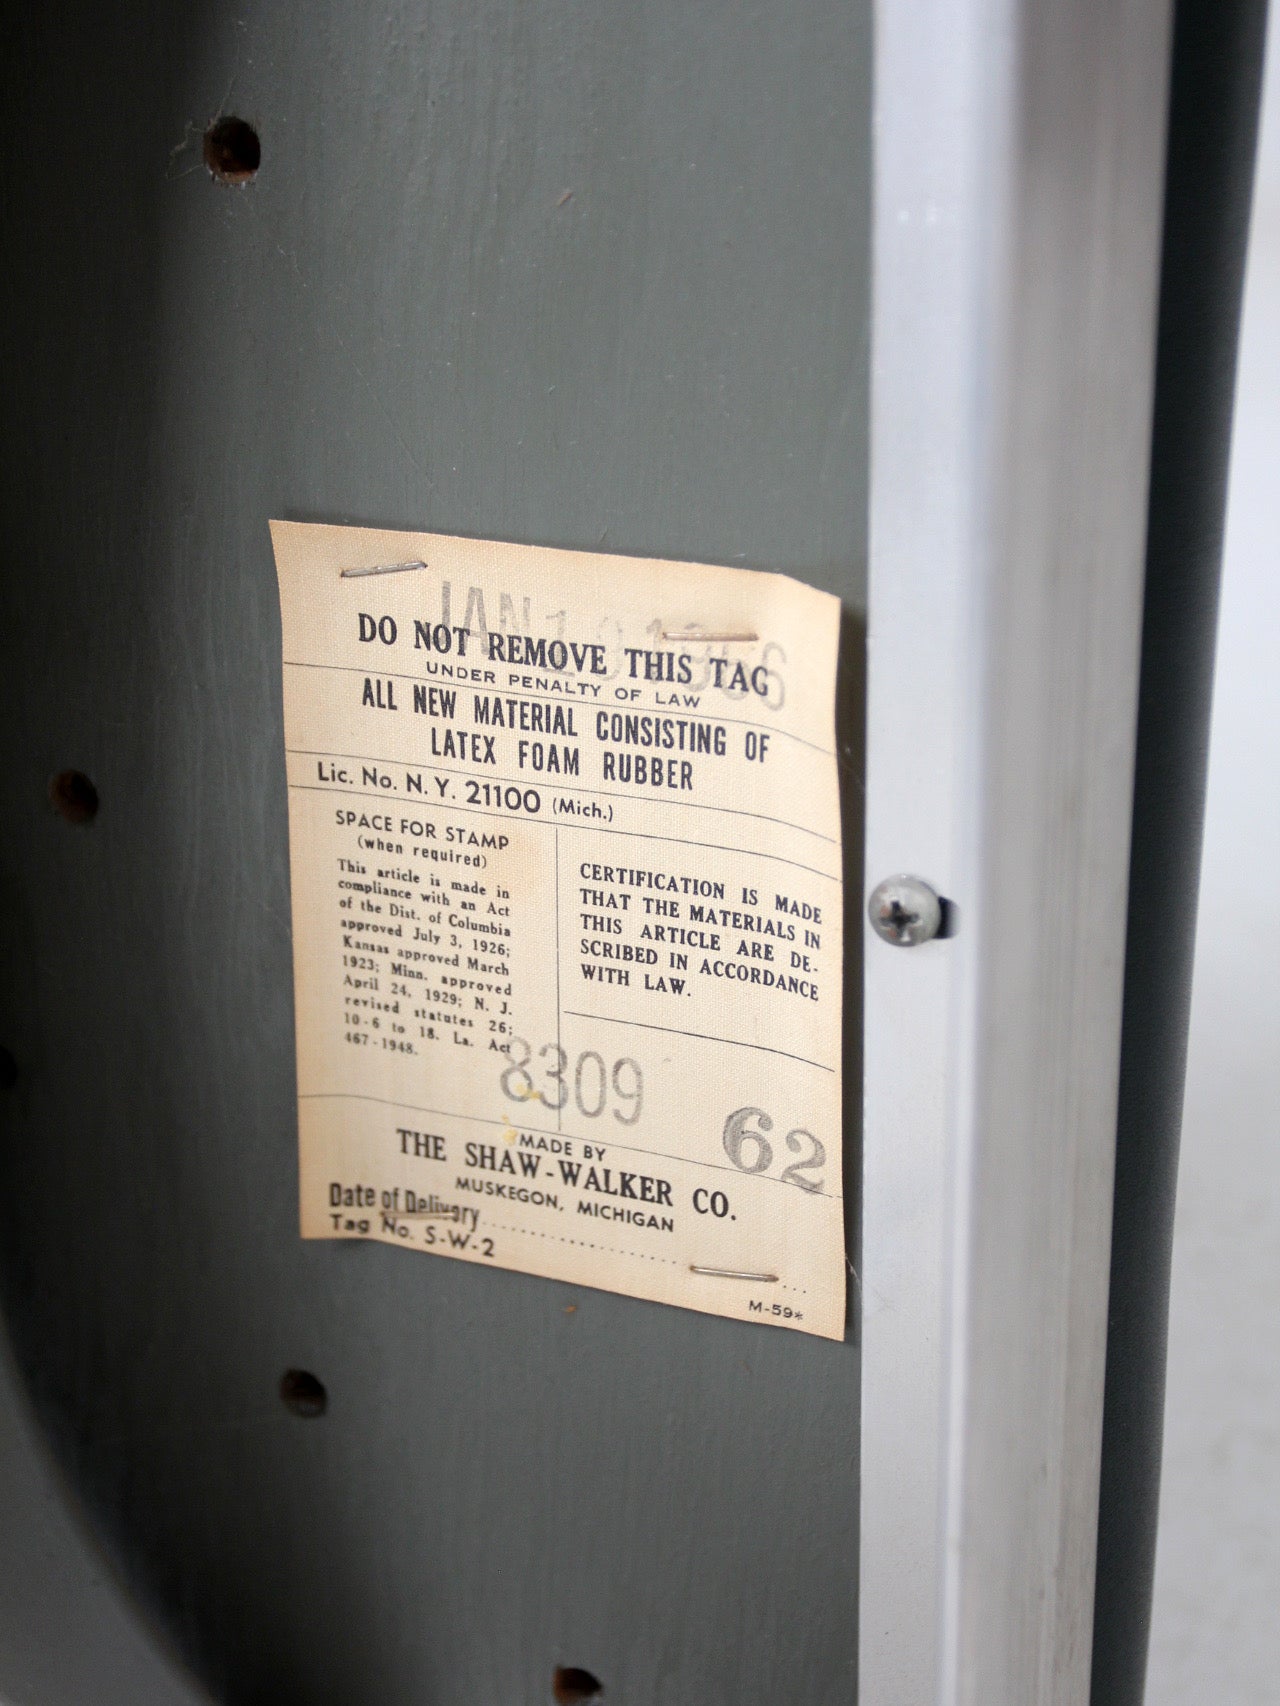 JAN 10 1966
DO NOT REMOVE THIS TAG
UNDER PENALTY OF LAW
ALL NEW MATERIAL CONSISTING OF
LATEX FOAM RUBBER
Lic. No. N. Y. 21100 (Mich.)
SPACE FOR STAMP
(when required)
This article is made in
compliance with an Act
of the Dist. of Columbia
approved July 3, 1926;
Kansas approved March
1923; Minn. approved
April 24, 1929; N. J.
revised statutes 26;
10-6 to 18. La. Act
467-1948.
CERTIFICATION IS MADE
THAT THE MATERIALS IN
THIS ARTICLE ARE DE-
SCRIBED IN ACCORDANCE
WITH LAW.
8309
62
MADE BY
THE SHAW-WALKER CO.
MUSKEGON, MICHIGAN
Date of Delivery
Tag No. S-W-2
M-59*